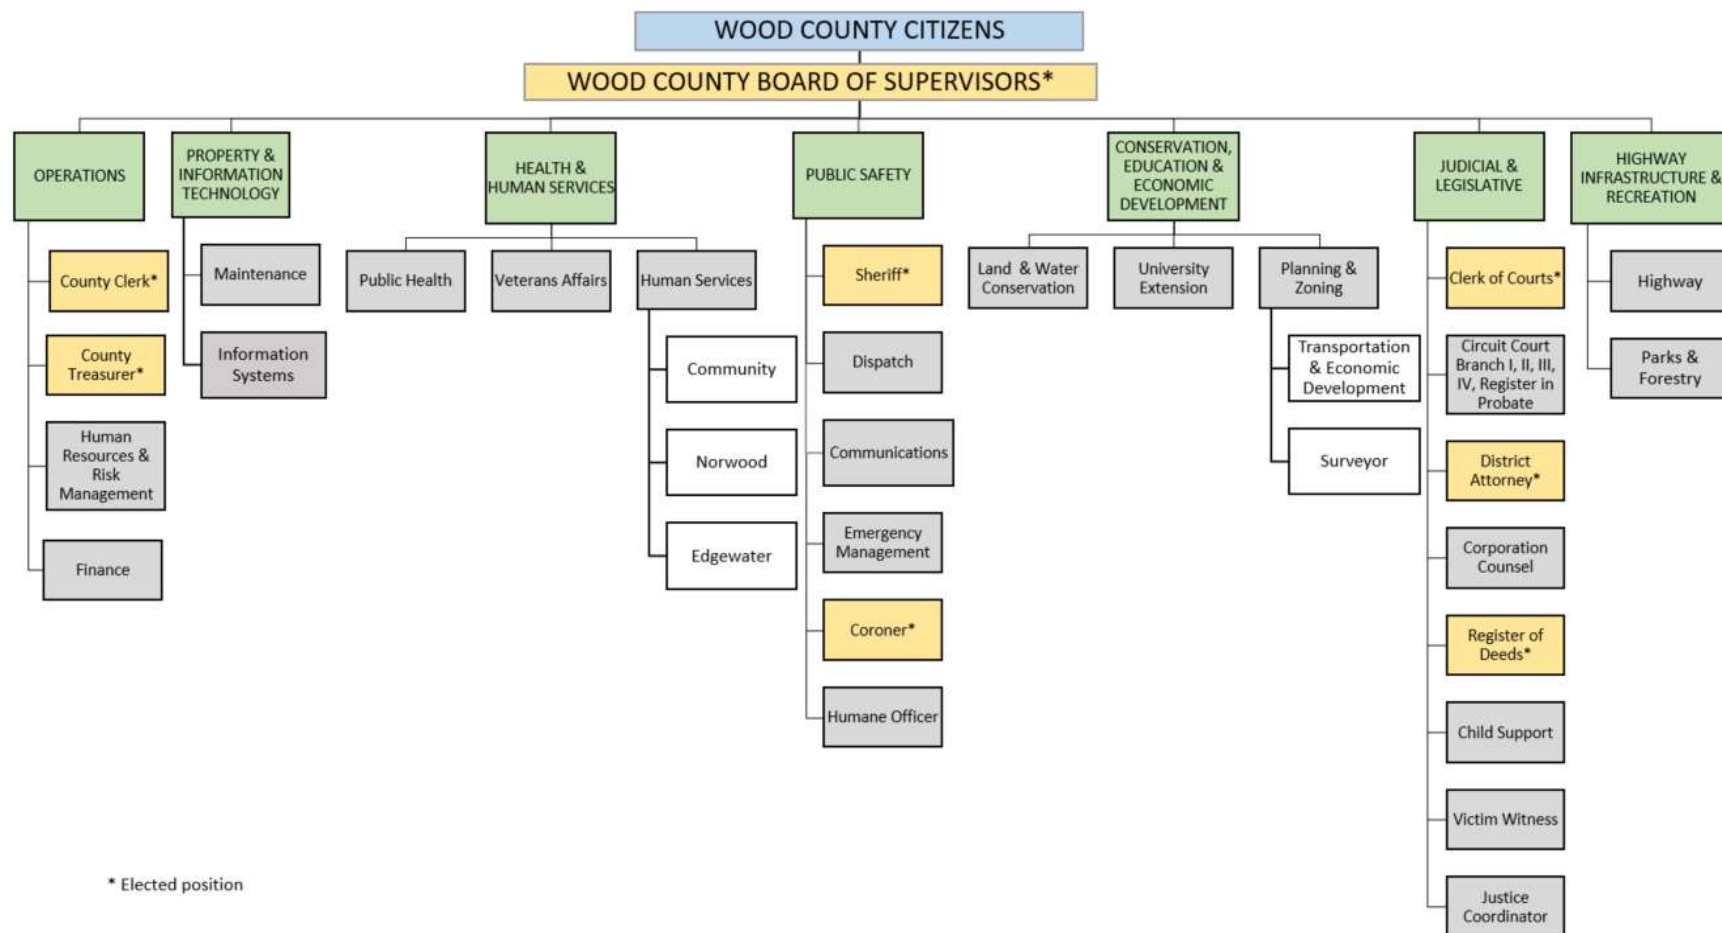 WOOD COUNTY CITIZENS
WOOD COUNTY BOARD OF SUPERVISORS*
OPERATIONS
County Clerk*
County
Treasurer*
Human
Resources &
Risk
Management
Finance
PROPERTY &
INFORMATION
TECHNOLOGY
Maintenance
Information
Systems
HEALTH &
HUMAN SERVICES
Public Health
Veterans Affairs
Human Services
Community
Norwood
Edgewater
PUBLIC SAFETY
Sheriff*
Dispatch
Communications
Emergency
Management
Coroner*
Humane Officer
CONSERVATION,
EDUCATION &
ECONOMIC
DEVELOPMENT
Land & Water
Conservation
University
Extension
Planning &
Zoning
Transportation
& Economic
Development
Surveyor
JUDICIAL &
LEGISLATIVE
Clerk of Courts*
Circuit Court
Branch I, II, III,
IV, Register in
Probate
District
Attorney*
Corporation
Counsel
Register of
Deeds*
Child Support
Victim Witness
Justice
Coordinator
HIGHWAY
INFRASTRUCTURE &
RECREATION
Highway
Parks &
Forestry
* Elected position